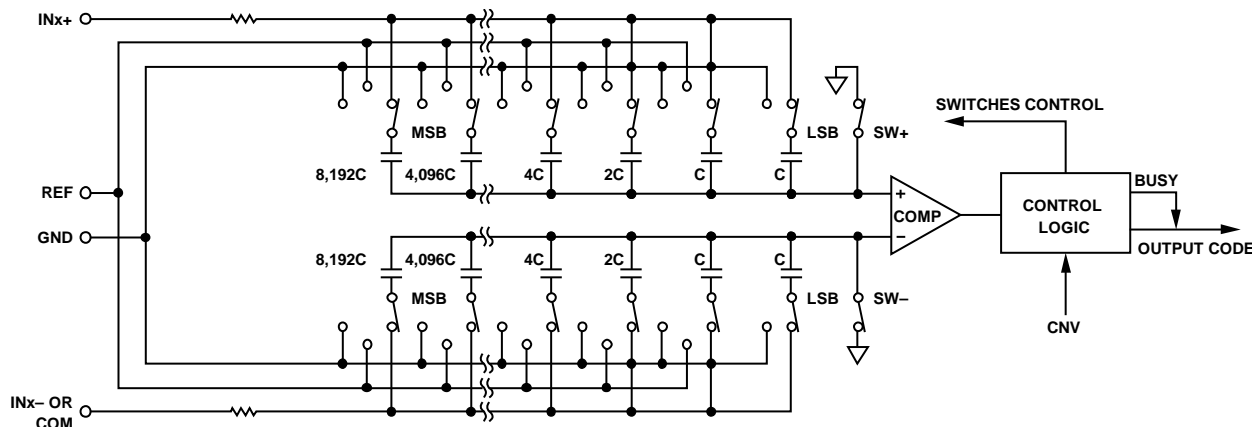 INx+
SWITCHES CONTROL
MSB
LSB
SW+
8,192C
4,096C
4C
2C
C
C
REF
GND
+
COMP
–
CONTROL
LOGIC
BUSY
OUTPUT CODE
8,192C
4,096C
4C
2C
C
C
MSB
LSB
SW–
CNV
INx– OR
COM